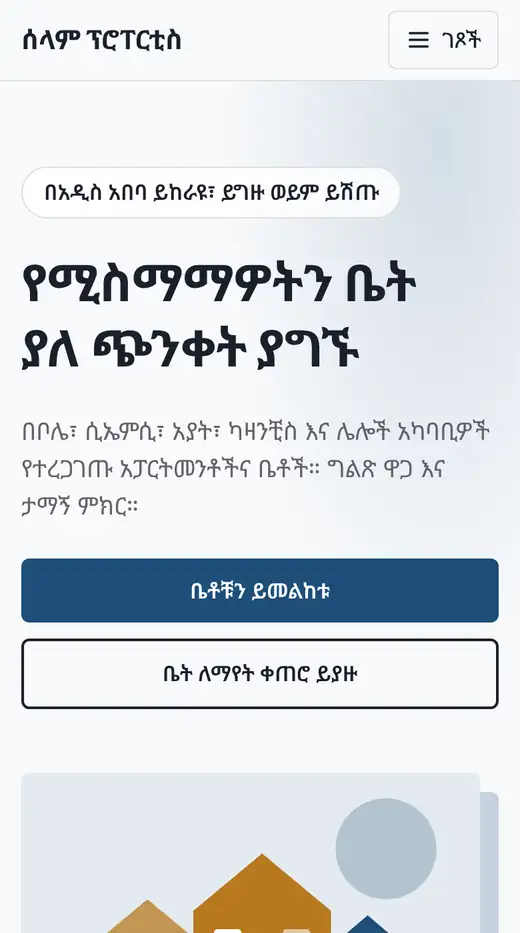 ሰላም ፕሮፐርቲስ
ገጾች
በአዲስ አበባ ይከራዩ፣ ይግዙ ወይም ይሽጡ
የሚስማማዎትን ቤት
ያለ ጭንቀት ያግኙ
በቦሌ፣ ሲኤምሲ፣ አያት፣ ካዛንቺስ እና ሌሎች አካባቢዎች
የተረጋገጡ አፓርትመንቶችና ቤቶች። ግልጽ ዋጋ እና
ታማኝ ምክር።
ቤቶቹን ይመልከቱ
ቤት ለማየት ቀጠሮ ይያዙ